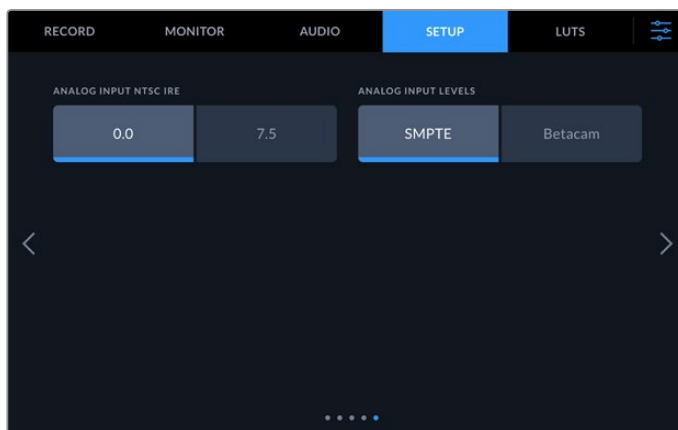 RECORD MONITOR AUDIO SETUP LUTS
ANALOG INPUT NTSC IRE ANALOG INPUT LEVELS
0.0 7.5 SMPTE Betacam